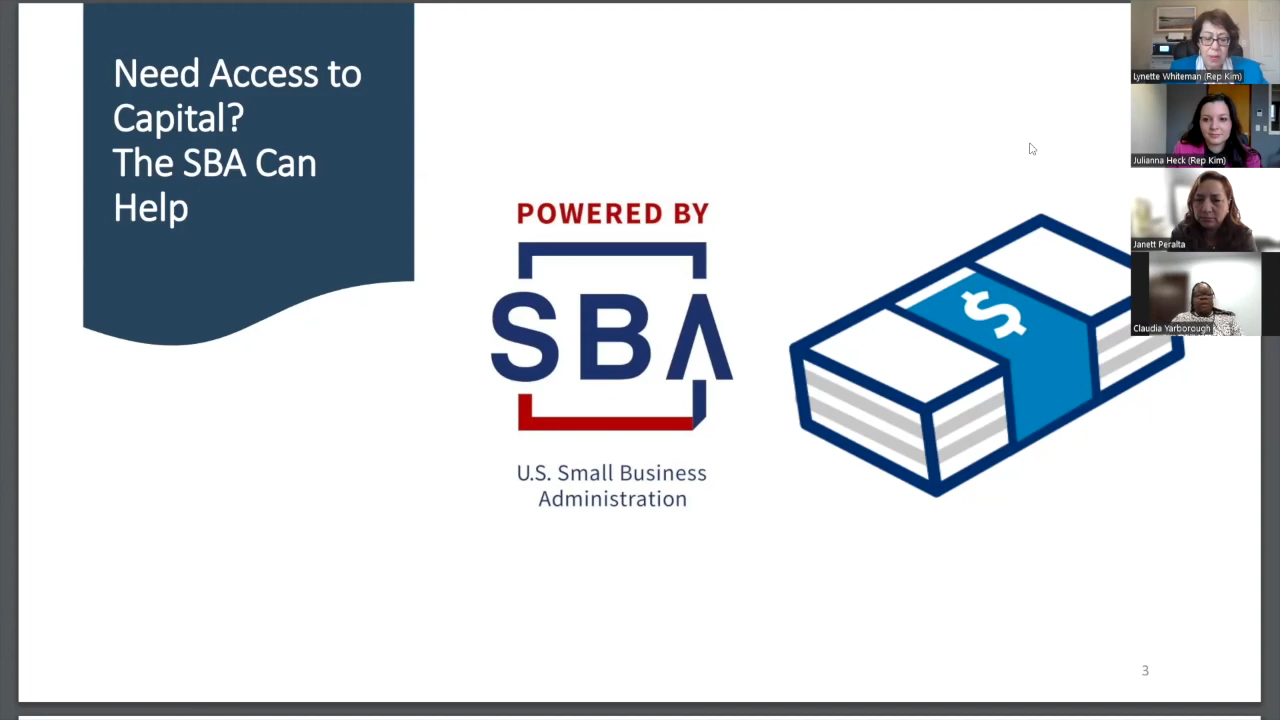 Need Access to
Capital?
The SBA Can
Help
POWERED BY
SBA
U.S. Small Business
Administration
$
3
Lynette Whiteman (Rep Kim)
Julianna Heck (Rep Kim)
Janett Peralta
Claudia Yarborough